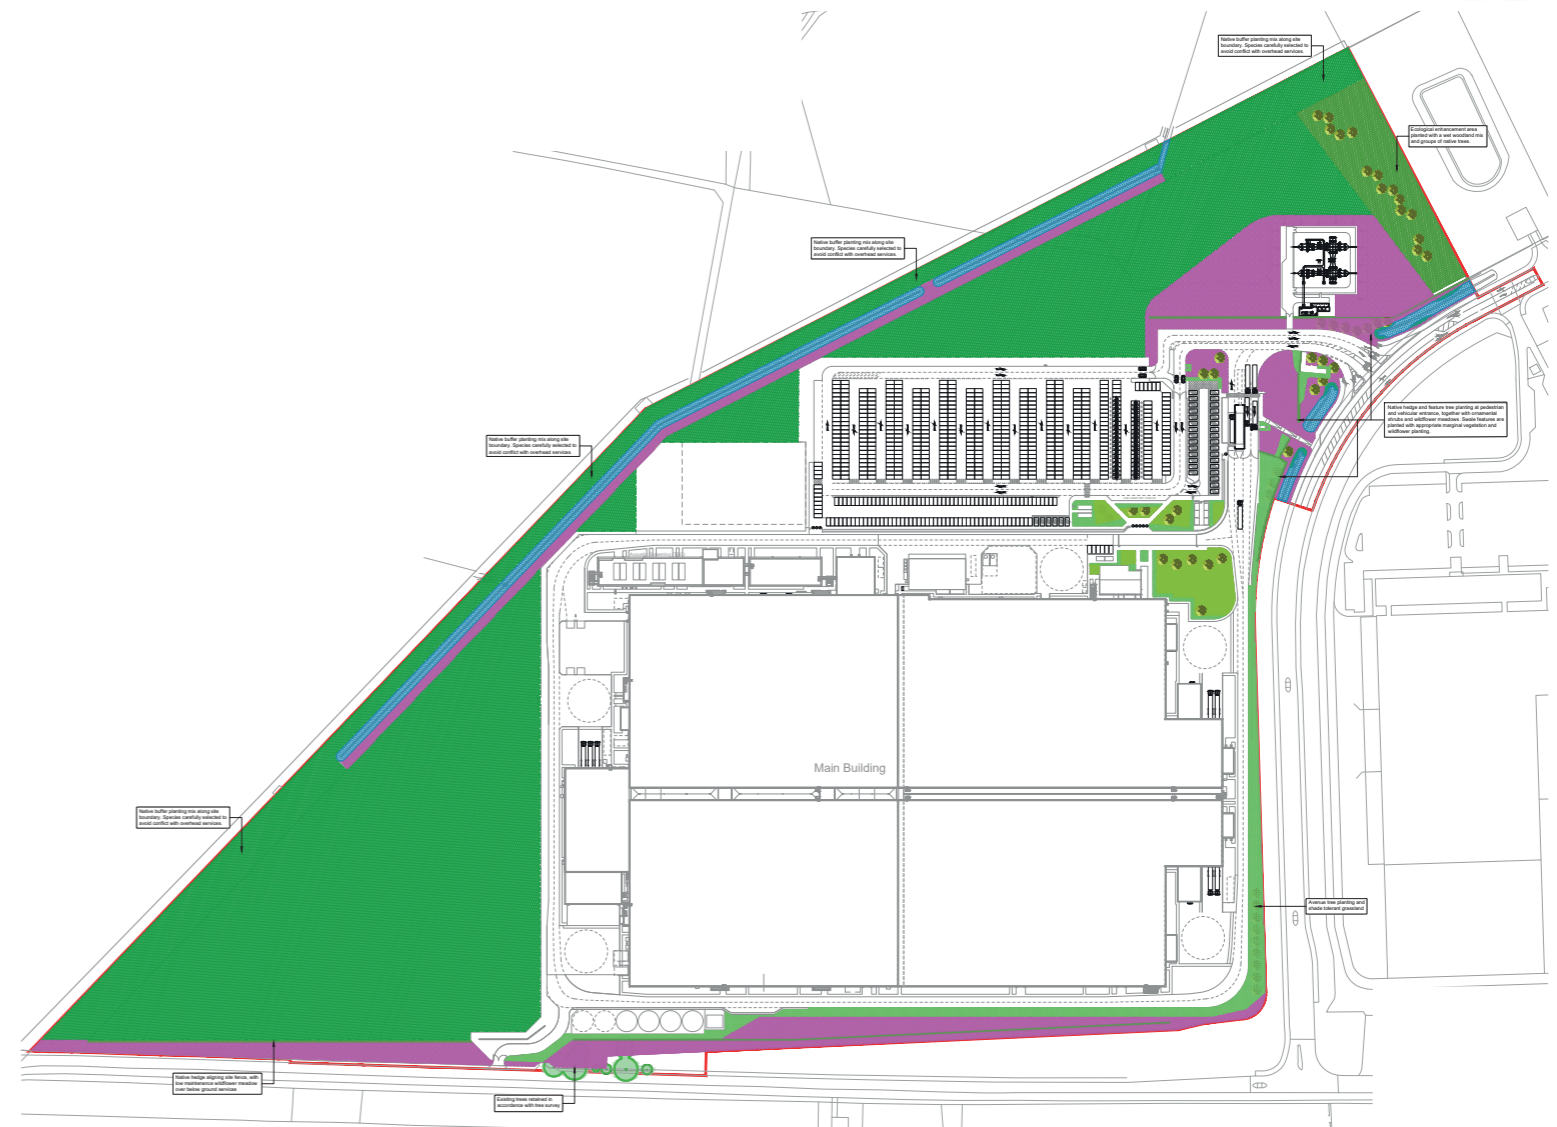 Native buffer planting mix along site
boundary. Species carefully selected to
avoid conflict with overhead services.
Ecological enhancement area
planted with a wet woodland mix
and groups of native trees.
Native buffer planting mix along site
boundary. Species carefully selected to
avoid conflict with overhead services.
Native hedge and feature tree planting at pedestrian
and vehicular entrance, together with ornamental
shrubs and wildflower meadows. Swale features are
planted with appropriate marginal vegetation and
wildflower planting.
Native buffer planting mix along site
boundary. Species carefully selected to
avoid conflict with overhead services.
Main Building
Native buffer planting mix along site
boundary. Species carefully selected to
avoid conflict with overhead services.
Avenue tree planting and
shade tolerant grassland
Native hedge aligning site fence, with
low maintenance wildflower meadow
over below ground services
Existing trees retained in
accordance with tree survey